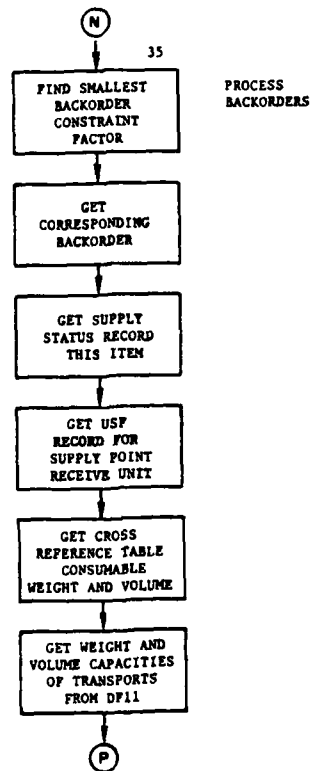 N
35
FIND SMALLEST
BACKORDER
CONSTRAINT
FACTOR
PROCESS
BACKORDERS
GET
CORRESPONDING
BACKORDER
GET SUPPLY
STATUS RECORD
THIS ITEM
GET USF
RECORD FOR
SUPPLY POINT
RECEIVE UNIT
GET CROSS
REFERENCE TABLE
CONSUMABLE
WEIGHT AND VOLUME
GET WEIGHT AND
VOLUME CAPACITIES
OF TRANSPORTS
FROM DF11
P